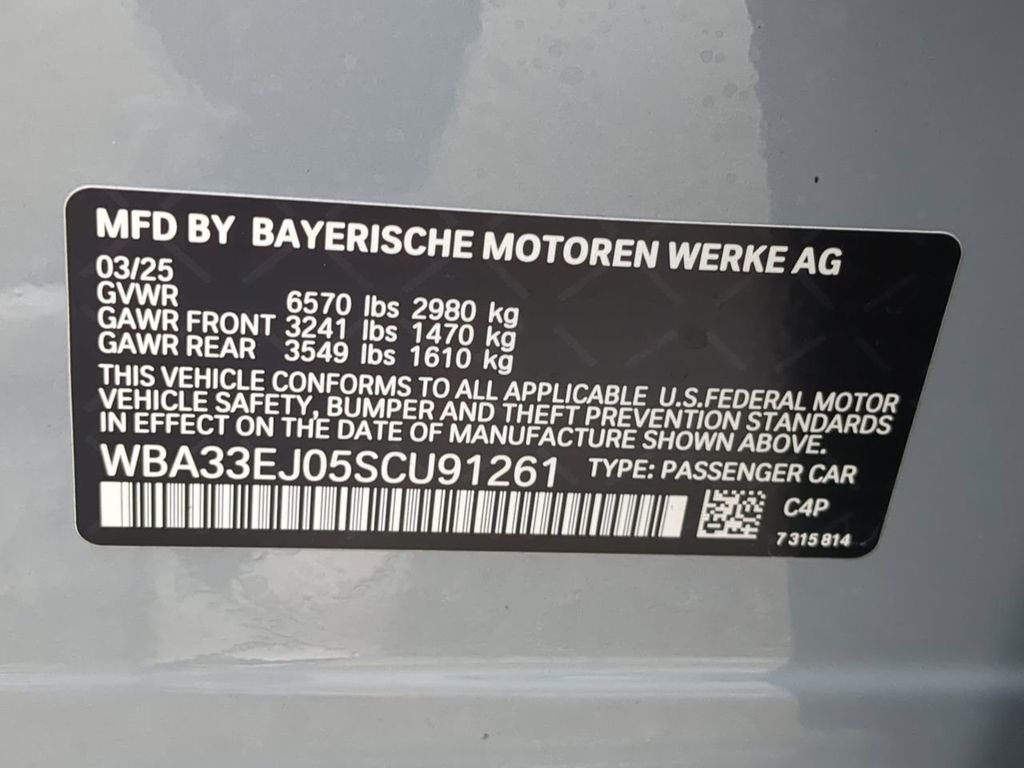 MFD BY BAYERISCHE MOTOREN WERKE AG
03/25
GVWR 6570 lbs 2980 kg
GAWR FRONT 3241 lbs 1470 kg
GAWR REAR 3549 lbs 1610 kg
THIS VEHICLE CONFORMS TO ALL APPLICABLE U.S.FEDERAL MOTOR
VEHICLE SAFETY, BUMPER AND THEFT PREVENTION STANDARDS
IN EFFECT ON THE DATE OF MANUFACTURE SHOWN ABOVE.
WBA33EJ05SCU91261 TYPE: PASSENGER CAR
C4P
7 315 814